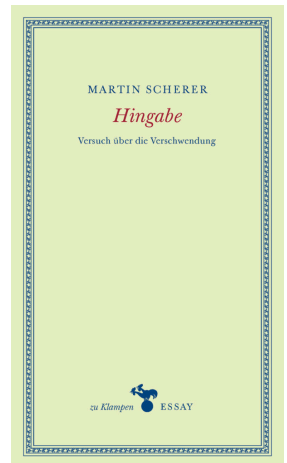 MARTIN SCHERER
Hingabe
Versuch über die Verschwendung
zu Klampen ESSAY